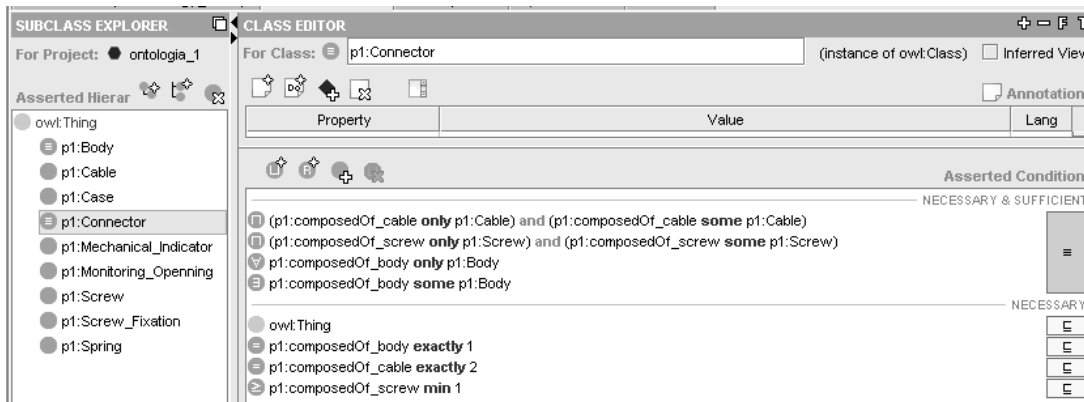 SUBCLASS EXPLORER
For Project: ontologia_1
Asserted Hierar
owl:Thing
p1:Body
p1:Cable
p1:Case
p1:Connector
p1:Mechanical_Indicator
p1:Monitoring_Openning
p1:Screw
p1:Screw_Fixation
p1:Spring
CLASS EDITOR
For Class: p1:Connector (instance of owl:Class) Inferred View
Annotation
Property Value Lang
Asserted Condition
NECESSARY & SUFFICIENT
(p1:composedOf_cable only p1:Cable) and (p1:composedOf_cable some p1:Cable)
(p1:composedOf_screw only p1:Screw) and (p1:composedOf_screw some p1:Screw)
p1:composedOf_body only p1:Body
p1:composedOf_body some p1:Body
NECESSARY
owl:Thing
p1:composedOf_body exactly 1
p1:composedOf_cable exactly 2
p1:composedOf_screw min 1